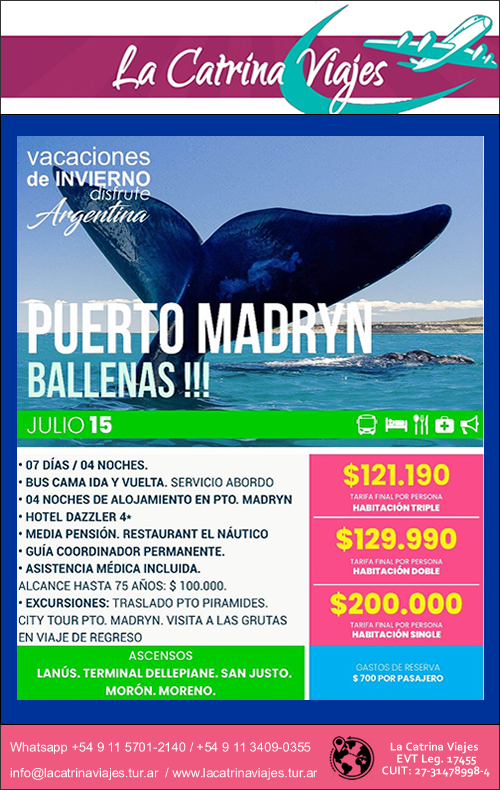 La Catrina Viajes
vacaciones
de INVIERNO
disfrute
Argentina
PUERTO MADRYN
BALLENAS !!!
JULIO 15
• 07 DÍAS / 04 NOCHES.
• BUS CAMA IDA Y VUELTA. SERVICIO ABORDO
• 04 NOCHES DE ALOJAMIENTO EN PTO. MADRYN
• HOTEL DAZZLER 4*
• MEDIA PENSIÓN. RESTAURANT EL NÁUTICO
• GUÍA COORDINADOR PERMANENTE.
• ASISTENCIA MÉDICA INCLUIDA.
ALCANCE HASTA 75 AÑOS: $ 100.000.
• EXCURSIONES: TRASLADO PTO PIRAMIDES.
CITY TOUR PTO. MADRYN. VISITA A LAS GRUTAS
EN VIAJE DE REGRESO
$121.190
TARIFA FINAL POR PERSONA
HABITACIÓN TRIPLE
$129.990
TARIFA FINAL POR PERSONA
HABITACIÓN DOBLE
$200.000
TARIFA FINAL POR PERSONA
HABITACIÓN SINGLE
ASCENSOS
LANÚS. TERMINAL DELLEPIANE. SAN JUSTO.
MORÓN. MORENO.
GASTOS DE RESERVA
$ 700 POR PASAJERO
Whatsapp +54 9 11 5701-2140 / +54 9 11 3409-0355
info@lacatrinaviajes.tur.ar / www.lacatrinaviajes.tur.ar
La Catrina Viajes
EVT Leg. 17455
CUIT: 27-31478998-4